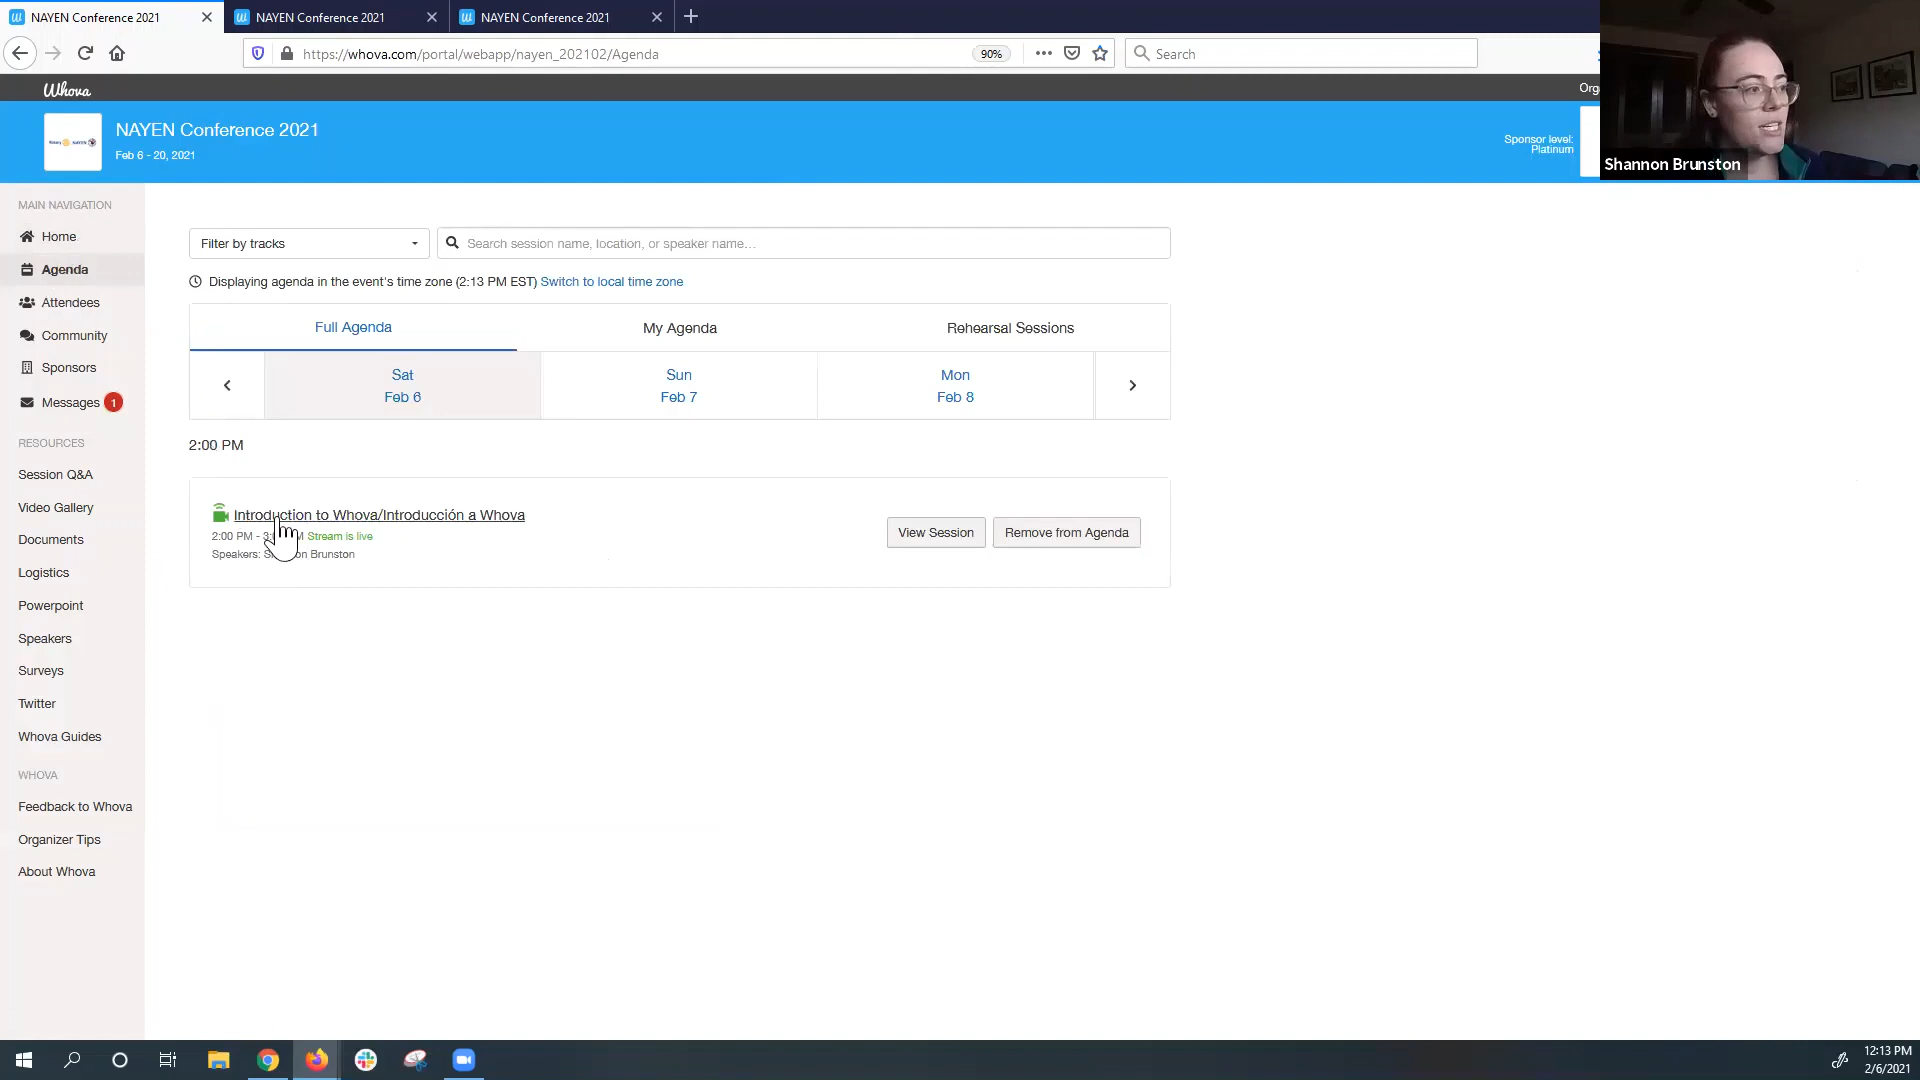 NAYEN Conference 2021
NAYEN Conference 2021
NAYEN Conference 2021
https://whova.com/portal/webapp/nayen_202102/Agenda
90%
Search
Whova
Org
NAYEN Conference 2021
Feb 6 - 20, 2021
Sponsor level:
Platinum
Shannon Brunston
MAIN NAVIGATION
Home
Agenda
Attendees
Community
Sponsors
Messages 1
RESOURCES
Session Q&A
Video Gallery
Documents
Logistics
Powerpoint
Speakers
Surveys
Twitter
Whova Guides
WHOVA
Feedback to Whova
Organizer Tips
About Whova
Filter by tracks
Search session name, location, or speaker name...
Displaying agenda in the event's time zone (2:13 PM EST) Switch to local time zone
Full Agenda
My Agenda
Rehearsal Sessions
Sat
Feb 6
Sun
Feb 7
Mon
Feb 8
2:00 PM
Introduction to Whova/Introducción a Whova
2:00 PM - Stream is live
Speakers: Brunston
View Session
Remove from Agenda
12:13 PM
2/6/2021